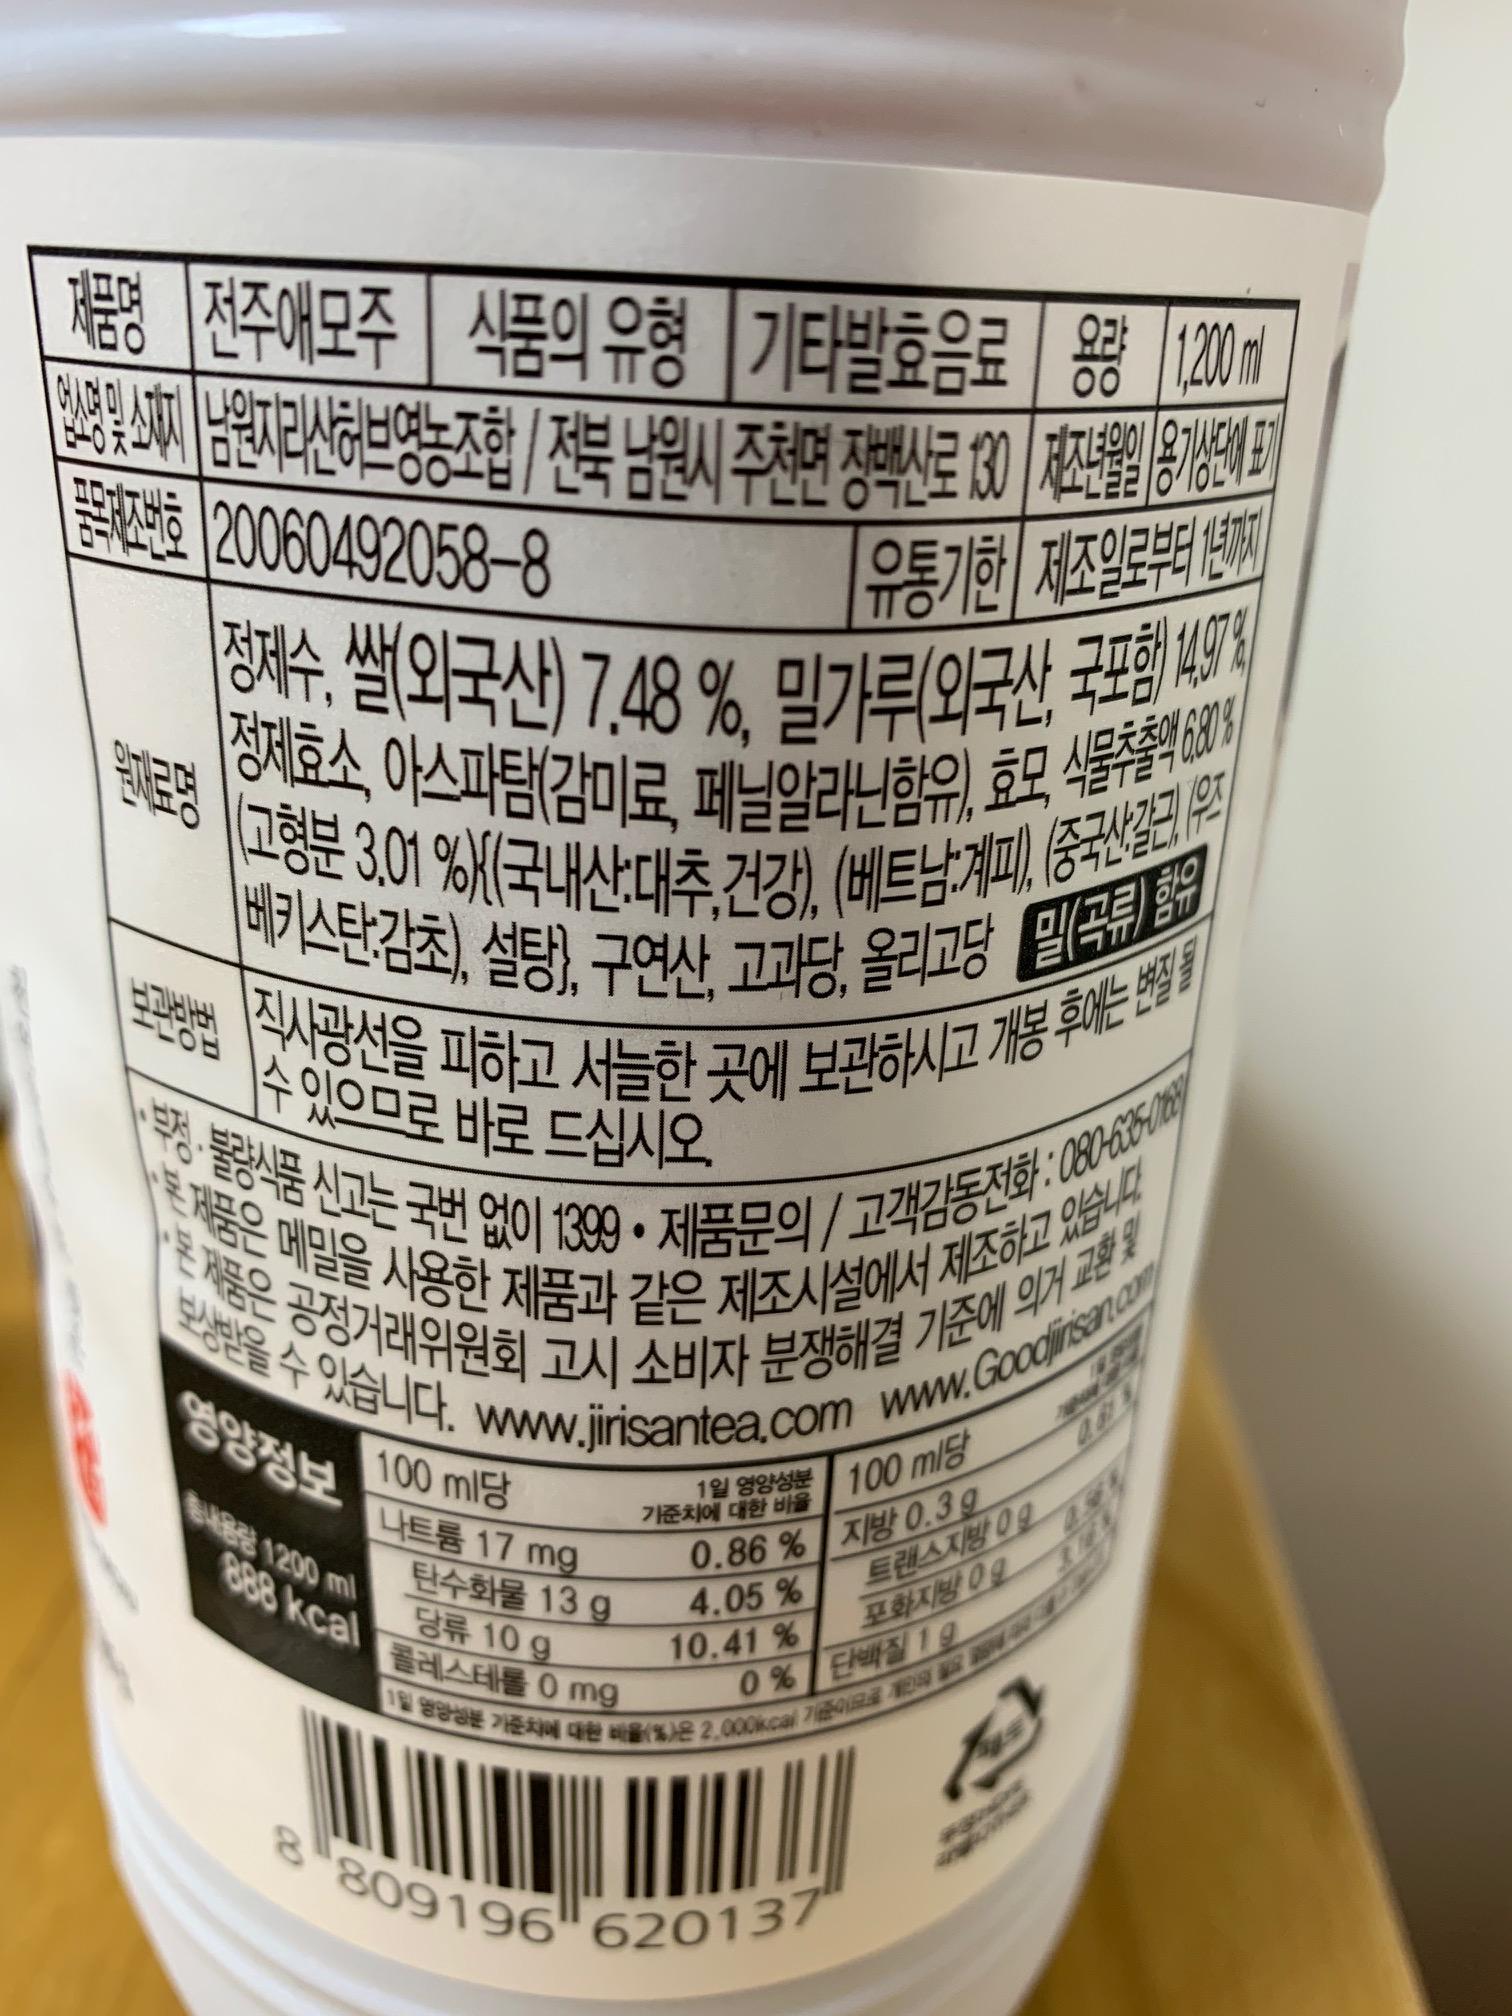 제품명 전주애모주 식품의 유형 기타발효음료 용량 1,200 ml
업소명 및 소재지 남원지리산허브영농조합 / 전북 남원시 주천면 장백산로 130 제조년월일 용기상단에 표기
품목제조번호 20060492058-8 유통기한 제조일로부터 1년까지
원재료명
정제수, 쌀(외국산) 7.48 %, 밀가루(외국산, 국포함) 14.97 %,
정제효소, 아스파탐(감미료, 페닐알라닌함유), 효모, 식물추출액 6.80 %
(고형분 3.01 %){(국내산:대추,건강), (베트남:계피), (중국산:갈근), (우즈
베키스탄:감초), 설탕}, 구연산, 고과당, 올리고당 밀(곡류) 함유
보관방법
직사광선을 피하고 서늘한 곳에 보관하시고 개봉 후에는 변질 될
수 있으므로 바로 드십시오.
• 부정·불량식품 신고는 국번 없이 1399 • 제품문의 / 고객감동전화 : 080-635-0168
• 본 제품은 메밀을 사용한 제품과 같은 제조시설에서 제조하고 있습니다.
• 본 제품은 공정거래위원회 고시 소비자 분쟁해결 기준에 의거 교환 및
보상받을 수 있습니다. www.jirisantea.com www.Goodjirisan.com
영양정보
총내용량 1200 ml
888 kcal
100 ml당 1일 영양성분
기준치에 대한 비율
나트륨 17 mg 0.86 %
탄수화물 13 g 4.05 %
당류 10 g 10.41 %
콜레스테롤 0 mg 0 %
100 ml당
지방 0.3 g 0.61 %
트랜스지방 0 g
포화지방 0 g
단백질 1 g
1일 영양성분 기준치에 대한 비율(%)은 2,000kcal 기준이므로 개인의 필요
8 809196 620137